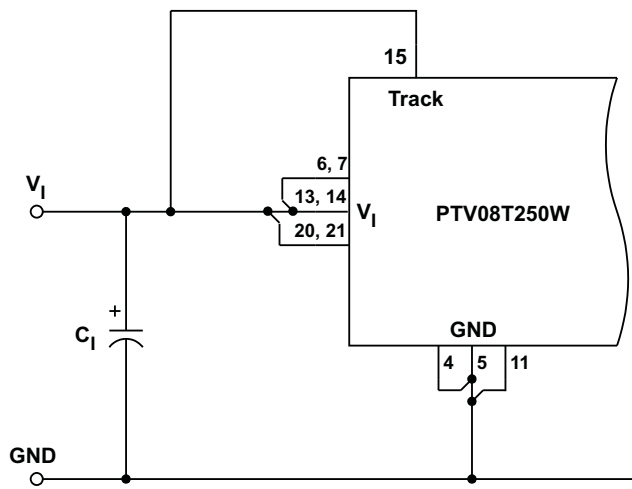 15
Track
6, 7
V_I
13, 14
V_I
PTV08T250W
20, 21
+
C_I
GND
4
5
11
GND